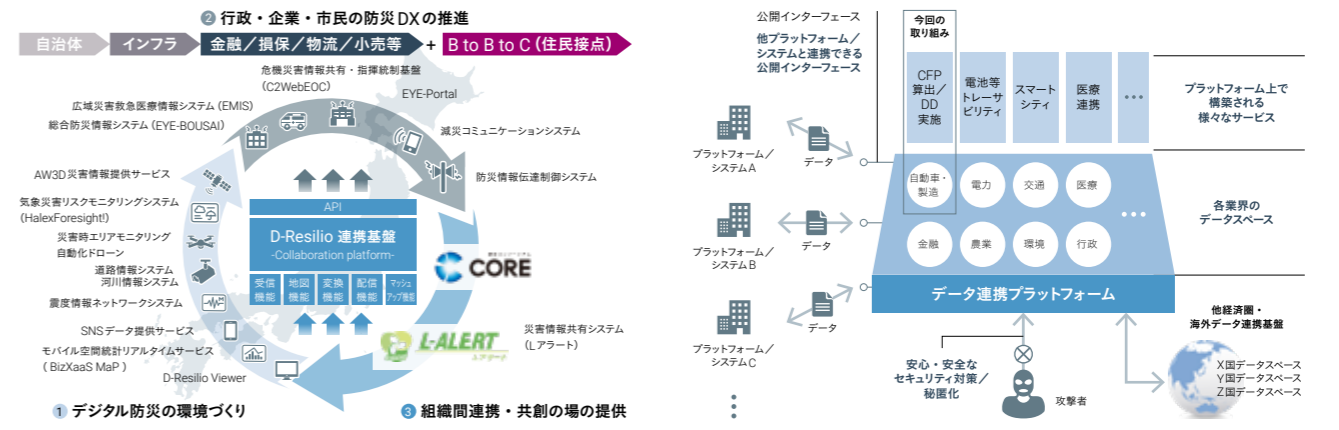 ② 行政・企業・市民の防災DXの推進
自治体
インフラ
金融／損保／物流／小売等
+
B to B to C（住民接点）
危機災害情報共有・指揮統制基盤
（C2WebEOC）
EYE-Portal
広域災害救急医療情報システム（EMIS）
総合防災情報システム（EYE-BOUSAI）
減災コミュニケーションシステム
防災情報伝達制御システム
AW3D災害情報提供サービス
気象災害リスクモニタリングシステム
（HalexForesight!）
災害時エリアモニタリング
自動化ドローン
道路情報システム
河川情報システム
震度情報ネットワークシステム
SNSデータ提供サービス
モバイル空間統計リアルタイムサービス
（BizXaaS MaP）
D-Resilio Viewer
API
D-Resilio 連携基盤
-Collaboration platform-
受信
機能
地図
機能
変換
機能
配信
機能
マッシュ
アップ機能
CORE
L-ALERT
エルアラート
災害情報共有システム
（Lアラート）
① デジタル防災の環境づくり
③ 組織間連携・共創の場の提供
公開インターフェース
他プラットフォーム／
システムと連携できる
公開インターフェース
今回の
取り組み
CFP
算出／
DD
実施
電池等
トレーサ
ビリティ
スマート
シティ
医療
連携
…
プラットフォーム上で
構築される
様々なサービス
プラットフォーム／
システムA
データ
プラットフォーム／
システムB
データ
プラットフォーム／
システムC
データ
自動車・
製造
電力
交通
医療
金融
農業
環境
行政
…
各業界の
データスペース
データ連携プラットフォーム
安心・安全な
セキュリティ対策／
秘匿化
攻撃者
他経済圏・
海外データ連携基盤
X国データスペース
Y国データスペース
Z国データスペース